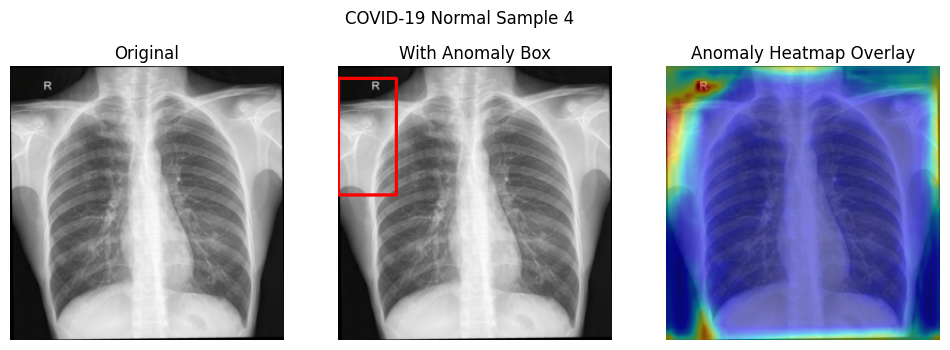 COVID-19 Normal Sample 4
Original
With Anomaly Box
Anomaly Heatmap Overlay
R
R
R